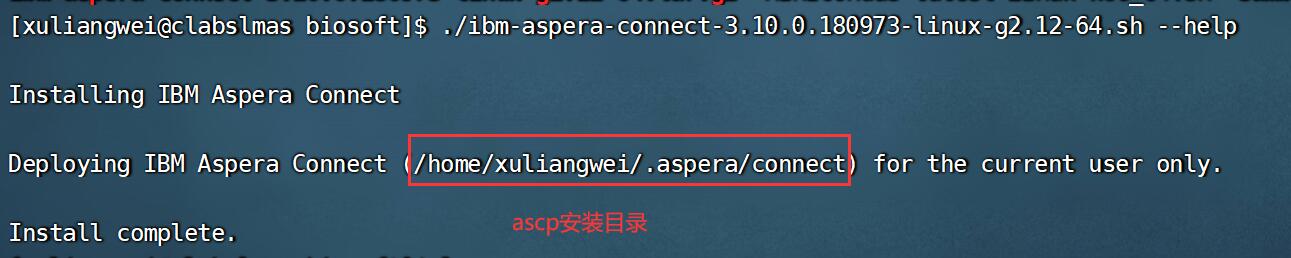 [xuliangwei@clabslmas biosoft]$ ./ibm-aspera-connect-3.10.0.180973-linux-g2.12-64.sh --help
Installing IBM Aspera Connect
Deploying IBM Aspera Connect (/home/xuliangwei/.aspera/connect) for the current user only.
ascp安装目录
Install complete.